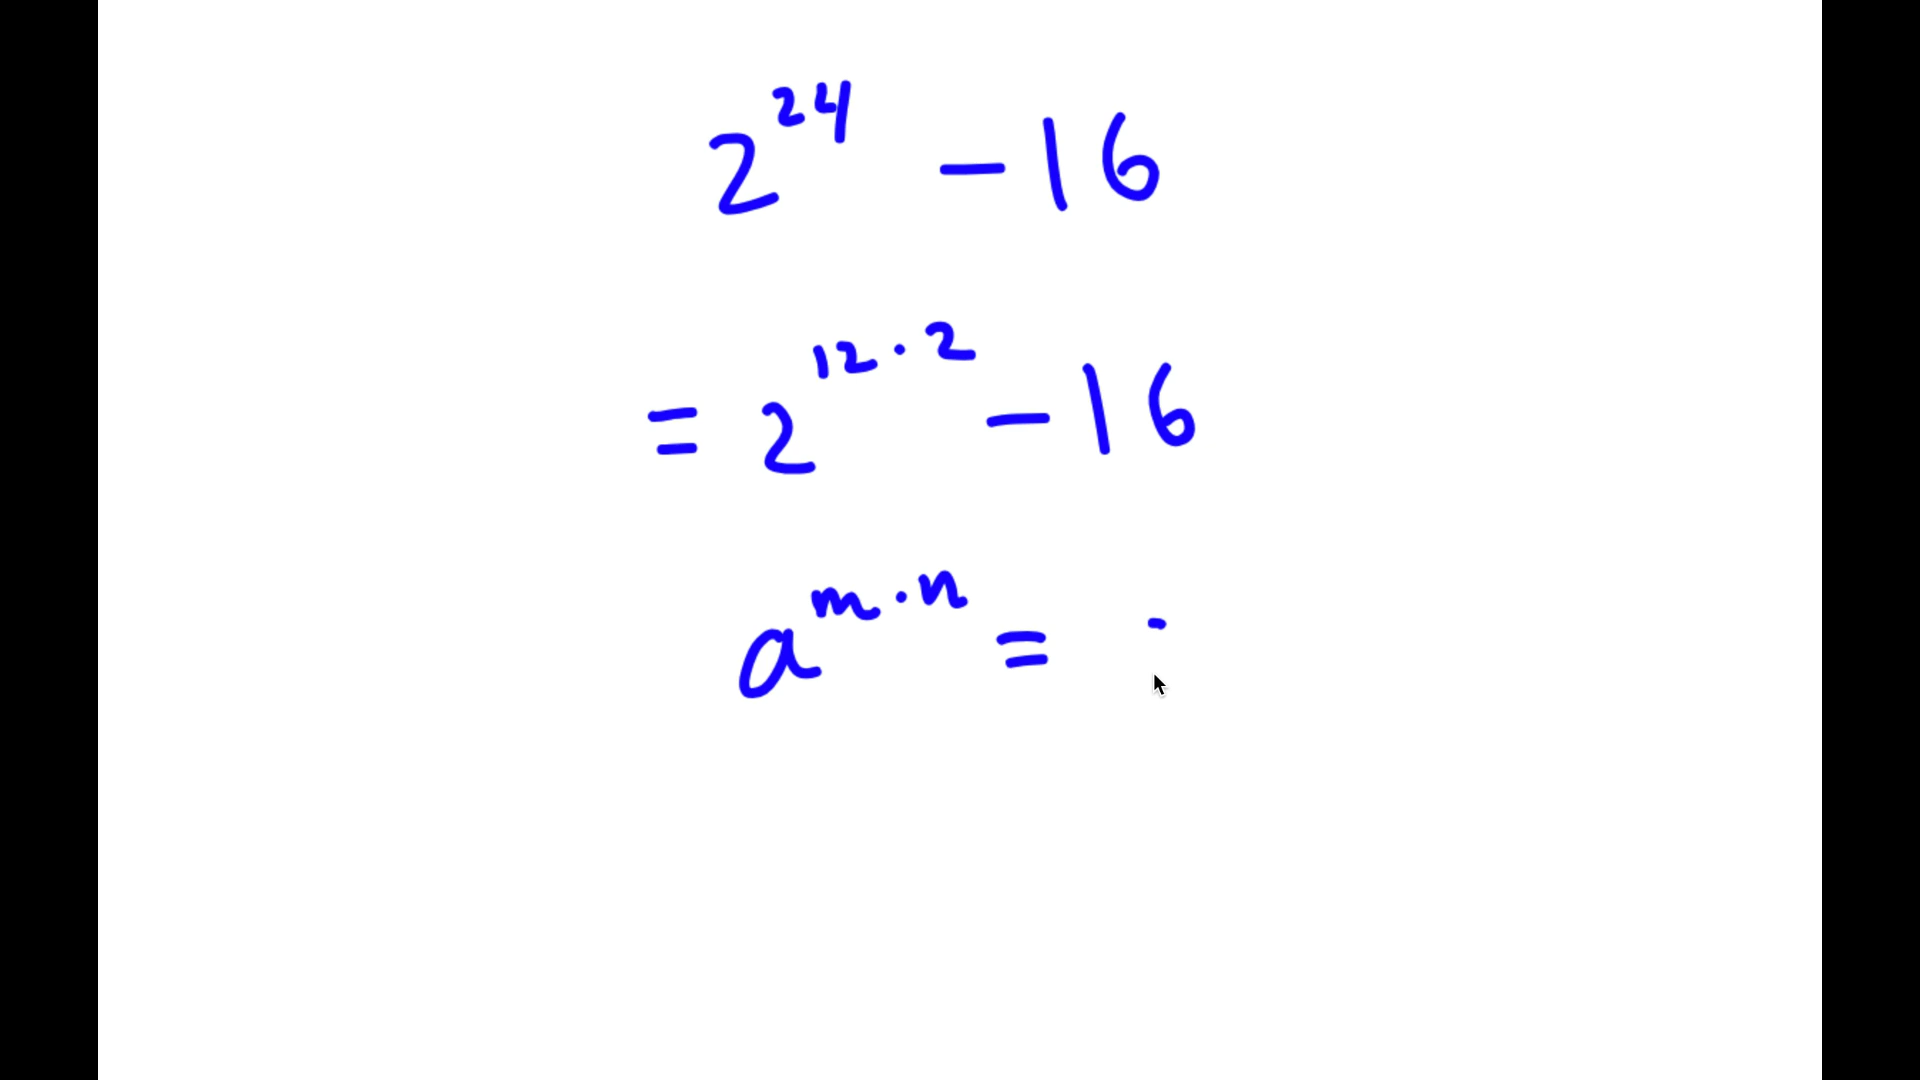 2^24 - 16
= 2^12·2 - 16
a^m·n =